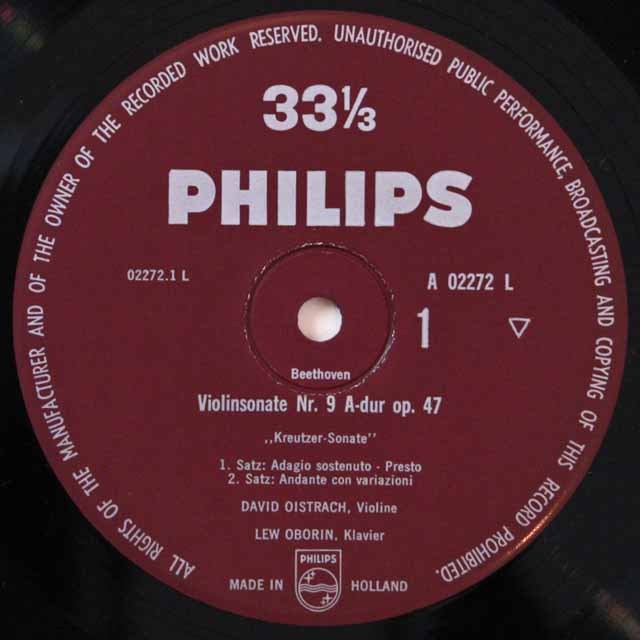 ALL RIGHTS OF THE MANUFACTURER AND OF THE OWNER OF THE RECORDED WORK RESERVED. UNAUTHORISED PUBLIC PERFORMANCE, BROADCASTING AND COPYING OF THIS RECORD PROHIBITED.
33⅓
PHILIPS
02272.1 L
A 02272 L
1
Beethoven
Violinsonate Nr. 9 A-dur op. 47
,,Kreutzer-Sonate"
1. Satz: Adagio sostenuto - Presto
2. Satz: Andante con variazioni
DAVID OISTRACH, Violine
LEW OBORIN, Klavier
PHILIPS
MADE IN HOLLAND